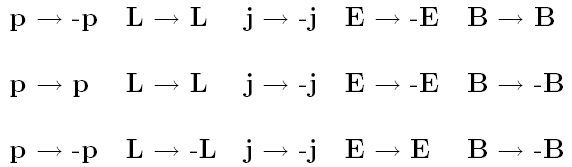 p → -p L → L j → -j E → -E B → B
p → p L → L j → -j E → -E B → -B
p → -p L → -L j → -j E → E B → -B